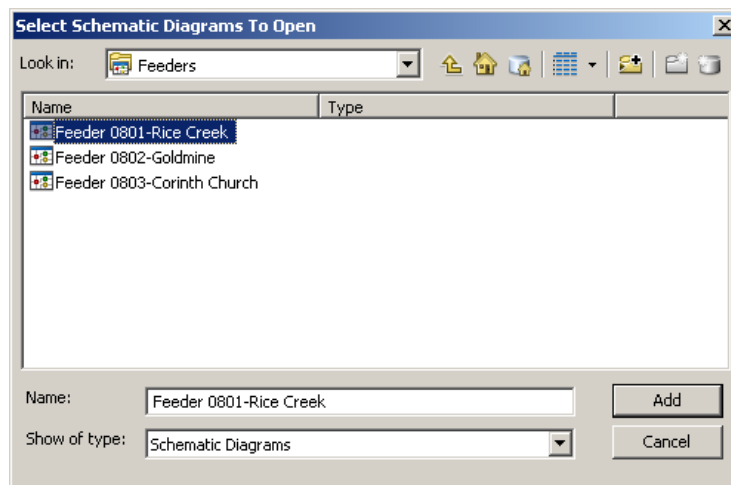 Select Schematic Diagrams To Open
Look in: Feeders
Name Type
Feeder 0801-Rice Creek
Feeder 0802-Goldmine
Feeder 0803-Corinth Church
Name: Feeder 0801-Rice Creek Add
Show of type: Schematic Diagrams Cancel